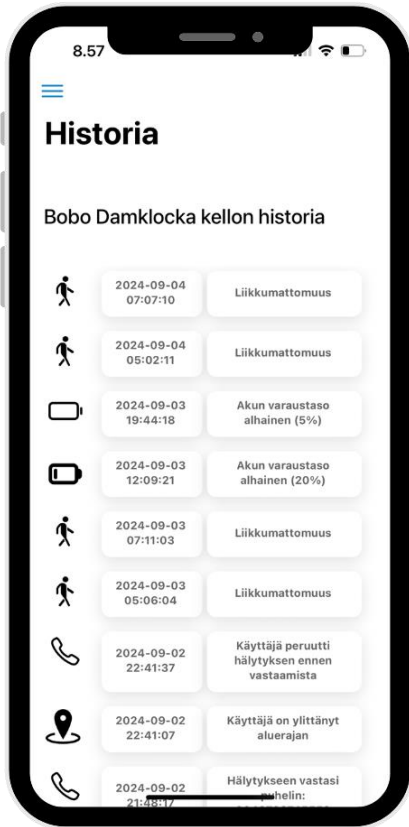 8.57
Historia
Bobo Damklocka kellon historia
2024-09-04
07:07:10
Liikkumattomuus
2024-09-04
05:02:11
Liikkumattomuus
2024-09-03
19:44:18
Akun varaustaso
alhainen (5%)
2024-09-03
12:09:21
Akun varaustaso
alhainen (20%)
2024-09-03
07:11:03
Liikkumattomuus
2024-09-03
05:06:04
Liikkumattomuus
2024-09-02
22:41:37
Käyttäjä peruutti
hälytyksen ennen
vastaamista
2024-09-02
22:41:07
Käyttäjä on ylittänyt
aluerajan
2024-09-02
21:48:17
Hälytykseen vastasi
puhelin: